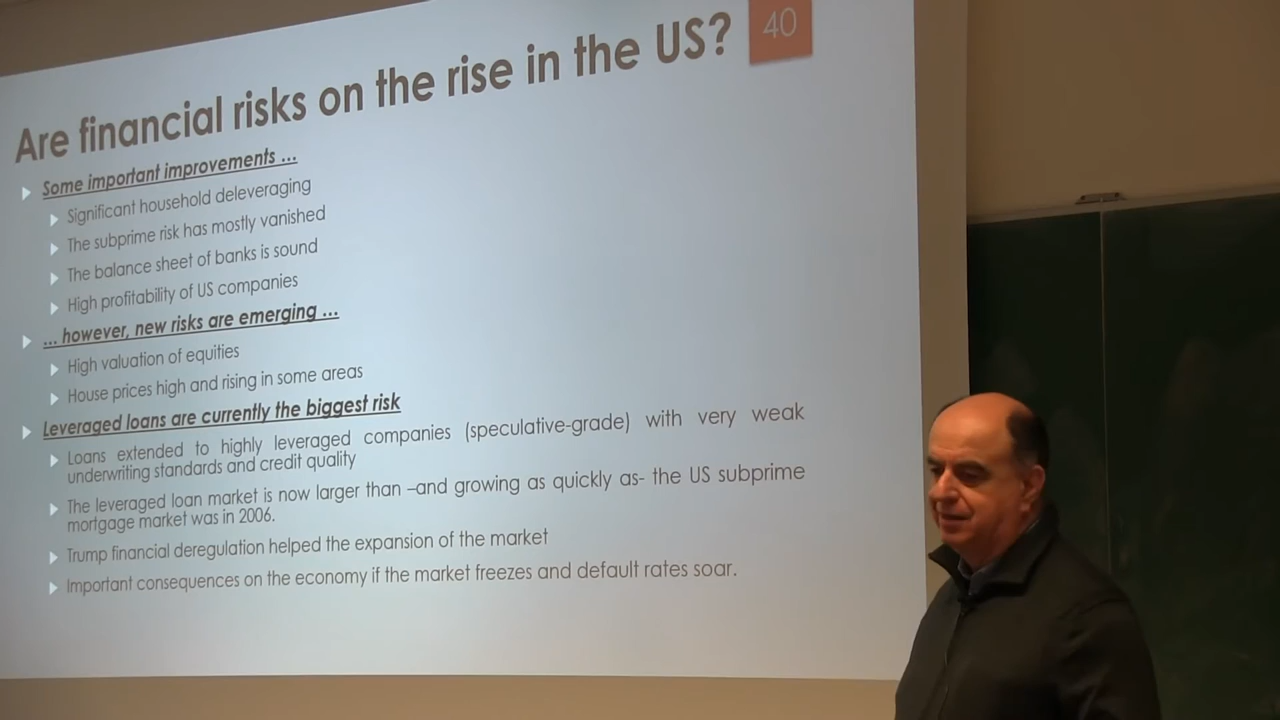 Are financial risks on the rise in the US?
40
Some important improvements ...
Significant household deleveraging
The subprime risk has mostly vanished
The balance sheet of banks is sound
High profitability of US companies
... however, new risks are emerging ...
High valuation of equities
House prices high and rising in some areas
Leveraged loans are currently the biggest risk
Loans extended to highly leveraged companies (speculative-grade) with very weak
underwriting standards and credit quality
The leveraged loan market is now larger than –and growing as quickly as- the US subprime
mortgage market was in 2006.
Trump financial deregulation helped the expansion of the market
Important consequences on the economy if the market freezes and default rates soar.